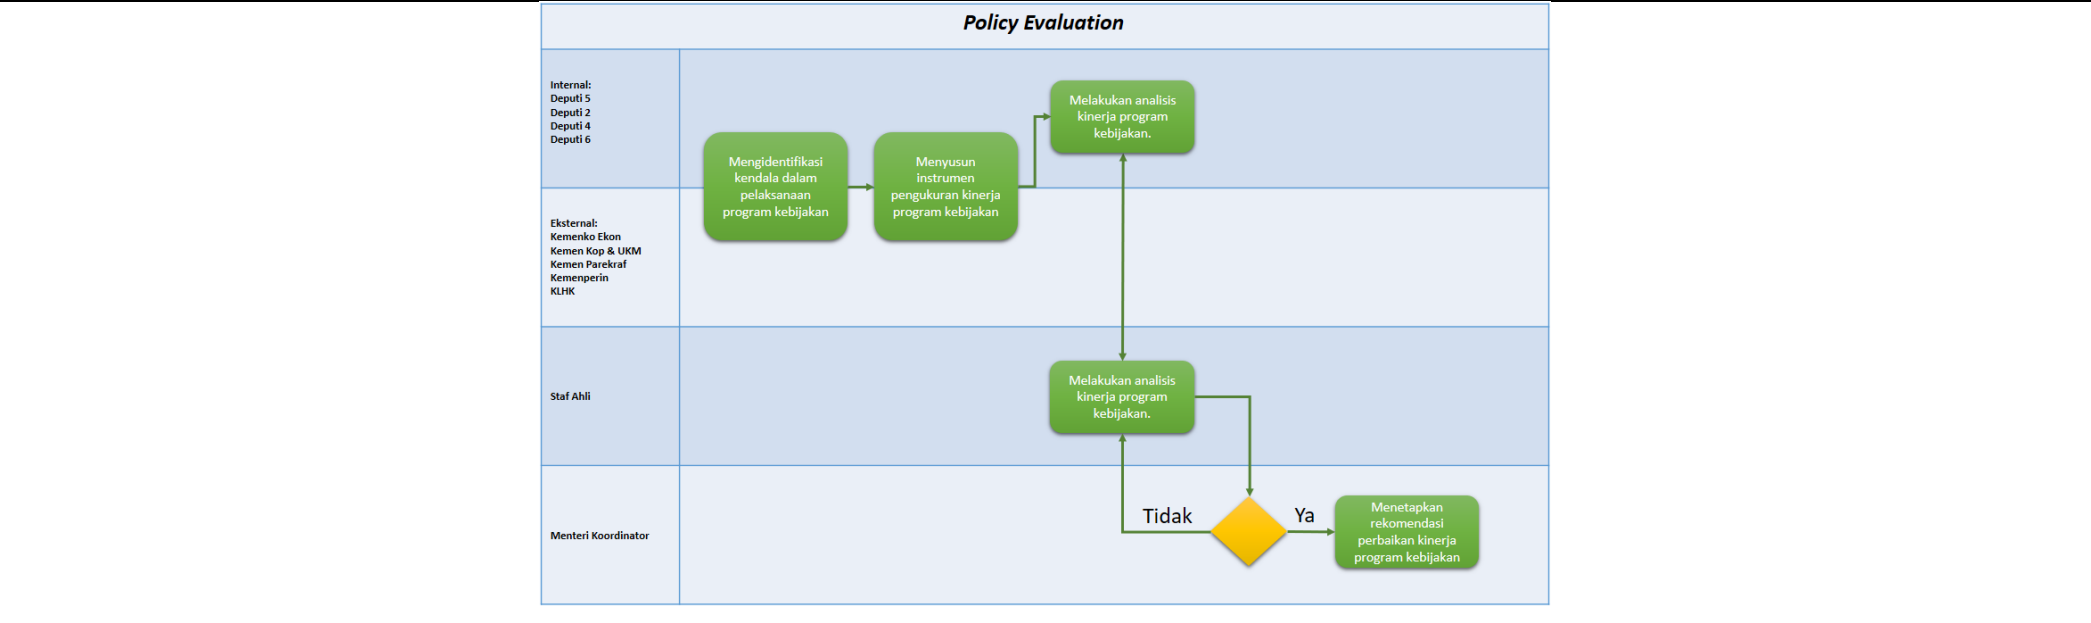 Policy Evaluation
Internal:
Deputi 5
Deputi 2
Deputi 4
Deputi 6
Melakukan analisis
kinerja program
kebijakan.
Mengidentifikasi
kendala dalam
pelaksanaan
program kebijakan
Menyusun
instrumen
pengukuran kinerja
program kebijakan
Eksternal:
Kemenko Ekon
Kemen Kop & UKM
Kemen Parekraf
Kemenperin
KLHK
Staf Ahli
Melakukan analisis
kinerja program
kebijakan.
Menteri Koordinator
Tidak
Ya
Menetapkan
rekomendasi
perbaikan kinerja
program kebijakan